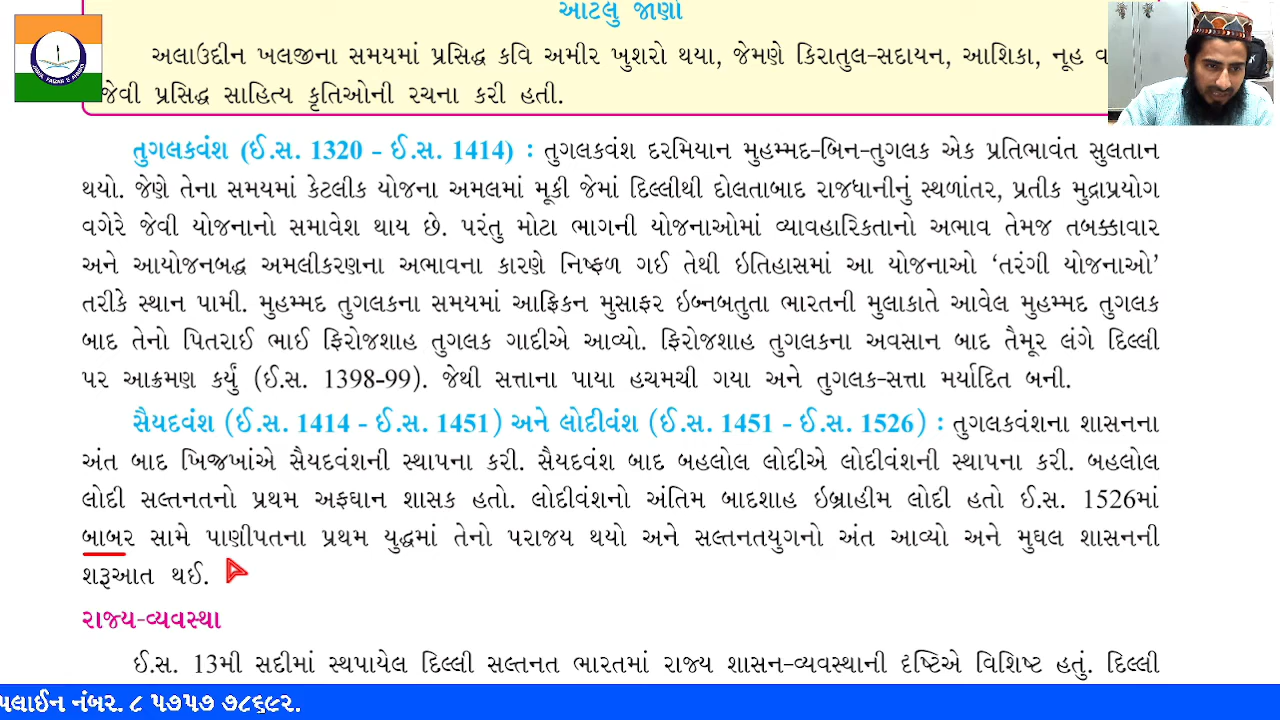 આટલું જાણો
અલાઉદ્દીન ખલજીના સમયમાં પ્રસિદ્ધ કવિ અમીર ખુશરો થયા, જેમણે કિરાતુલ-સદાયન, આશિકા, નૂહ
જેવી પ્રસિદ્ધ સાહિત્ય કૃતિઓની રચના કરી હતી.
તુગલકવંશ (ઈ.સ. 1320 - ઈ.સ. 1414) : તુગલકવંશ દરમિયાન મુહમ્મદ-બિન-તુગલક એક પ્રતિભાવંત સુલતાન
થયો. જેણે તેના સમયમાં કેટલીક યોજના અમલમાં મૂકી જેમાં દિલ્લીથી દોલતાબાદ રાજધાનીનું સ્થળાંતર, પ્રતીક મુદ્રાપ્રયોગ
વગેરે જેવી યોજનાનો સમાવેશ થાય છે. પરંતુ મોટા ભાગની યોજનાઓમાં વ્યાવહારિકતાનો અભાવ તેમજ તબક્કાવાર
અને આયોજનબદ્ધ અમલીકરણના અભાવના કારણે નિષ્ફળ ગઈ તેથી ઇતિહાસમાં આ યોજનાઓ ‘તરંગી યોજનાઓ’
તરીકે સ્થાન પામી. મુહમ્મદ તુગલકના સમયમાં આફ્રિકન મુસાફર ઇબ્નબતુતા ભારતની મુલાકાતે આવેલ મુહમ્મદ તુગલક
બાદ તેનો પિતરાઈ ભાઈ ફિરોજશાહ તુગલક ગાદીએ આવ્યો. ફિરોજશાહ તુગલકના અવસાન બાદ તૈમૂર લંગે દિલ્લી
પર આક્રમણ કર્યું (ઈ.સ. 1398-99). જેથી સત્તાના પાયા હચમચી ગયા અને તુગલક-સત્તા મર્યાદિત બની.
સૈયદવંશ (ઈ.સ. 1414 - ઈ.સ. 1451) અને લોદીવંશ (ઈ.સ. 1451 - ઈ.સ. 1526) : તુગલકવંશના શાસનના
અંત બાદ ખિજ્રખાંએ સૈયદવંશની સ્થાપના કરી. સૈયદવંશ બાદ બહલોલ લોદીએ લોદીવંશની સ્થાપના કરી. બહલોલ
લોદી સલ્તનતનો પ્રથમ અફઘાન શાસક હતો. લોદીવંશનો અંતિમ બાદશાહ ઇબ્રાહીમ લોદી હતો ઈ.સ. 1526માં
બાબર સામે પાણીપતના પ્રથમ યુદ્ધમાં તેનો પરાજય થયો અને સલ્તનતયુગનો અંત આવ્યો અને મુઘલ શાસનની
શરૂઆત થઈ.
રાજ્ય-વ્યવસ્થા
ઈ.સ. 13મી સદીમાં સ્થપાયેલ દિલ્લી સલ્તનત ભારતમાં રાજ્ય શાસન-વ્યવસ્થાની દૃષ્ટિએ વિશિષ્ટ હતું. દિલ્લી
પલાઈન નંબર. ૮ ૫૭૫૭ ૭૮૬૯૨.